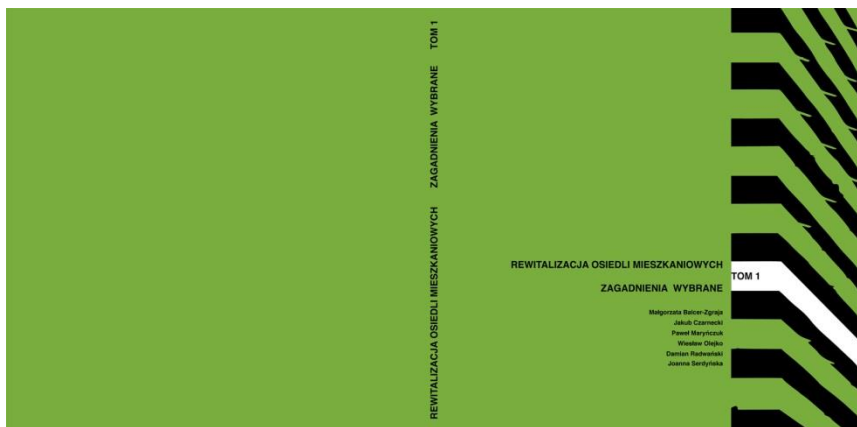 REWITALIZACJA OSIEDLI MIESZKANIOWYCH ZAGADNIENIA WYBRANE TOM 1
REWITALIZACJA OSIEDLI MIESZKANIOWYCH
TOM 1
ZAGADNIENIA WYBRANE
Małgorzata Balcer-Zgraja
Jakub Czarnecki
Paweł Maryńczuk
Wiesław Olejko
Damian Radwański
Joanna Serdyńska